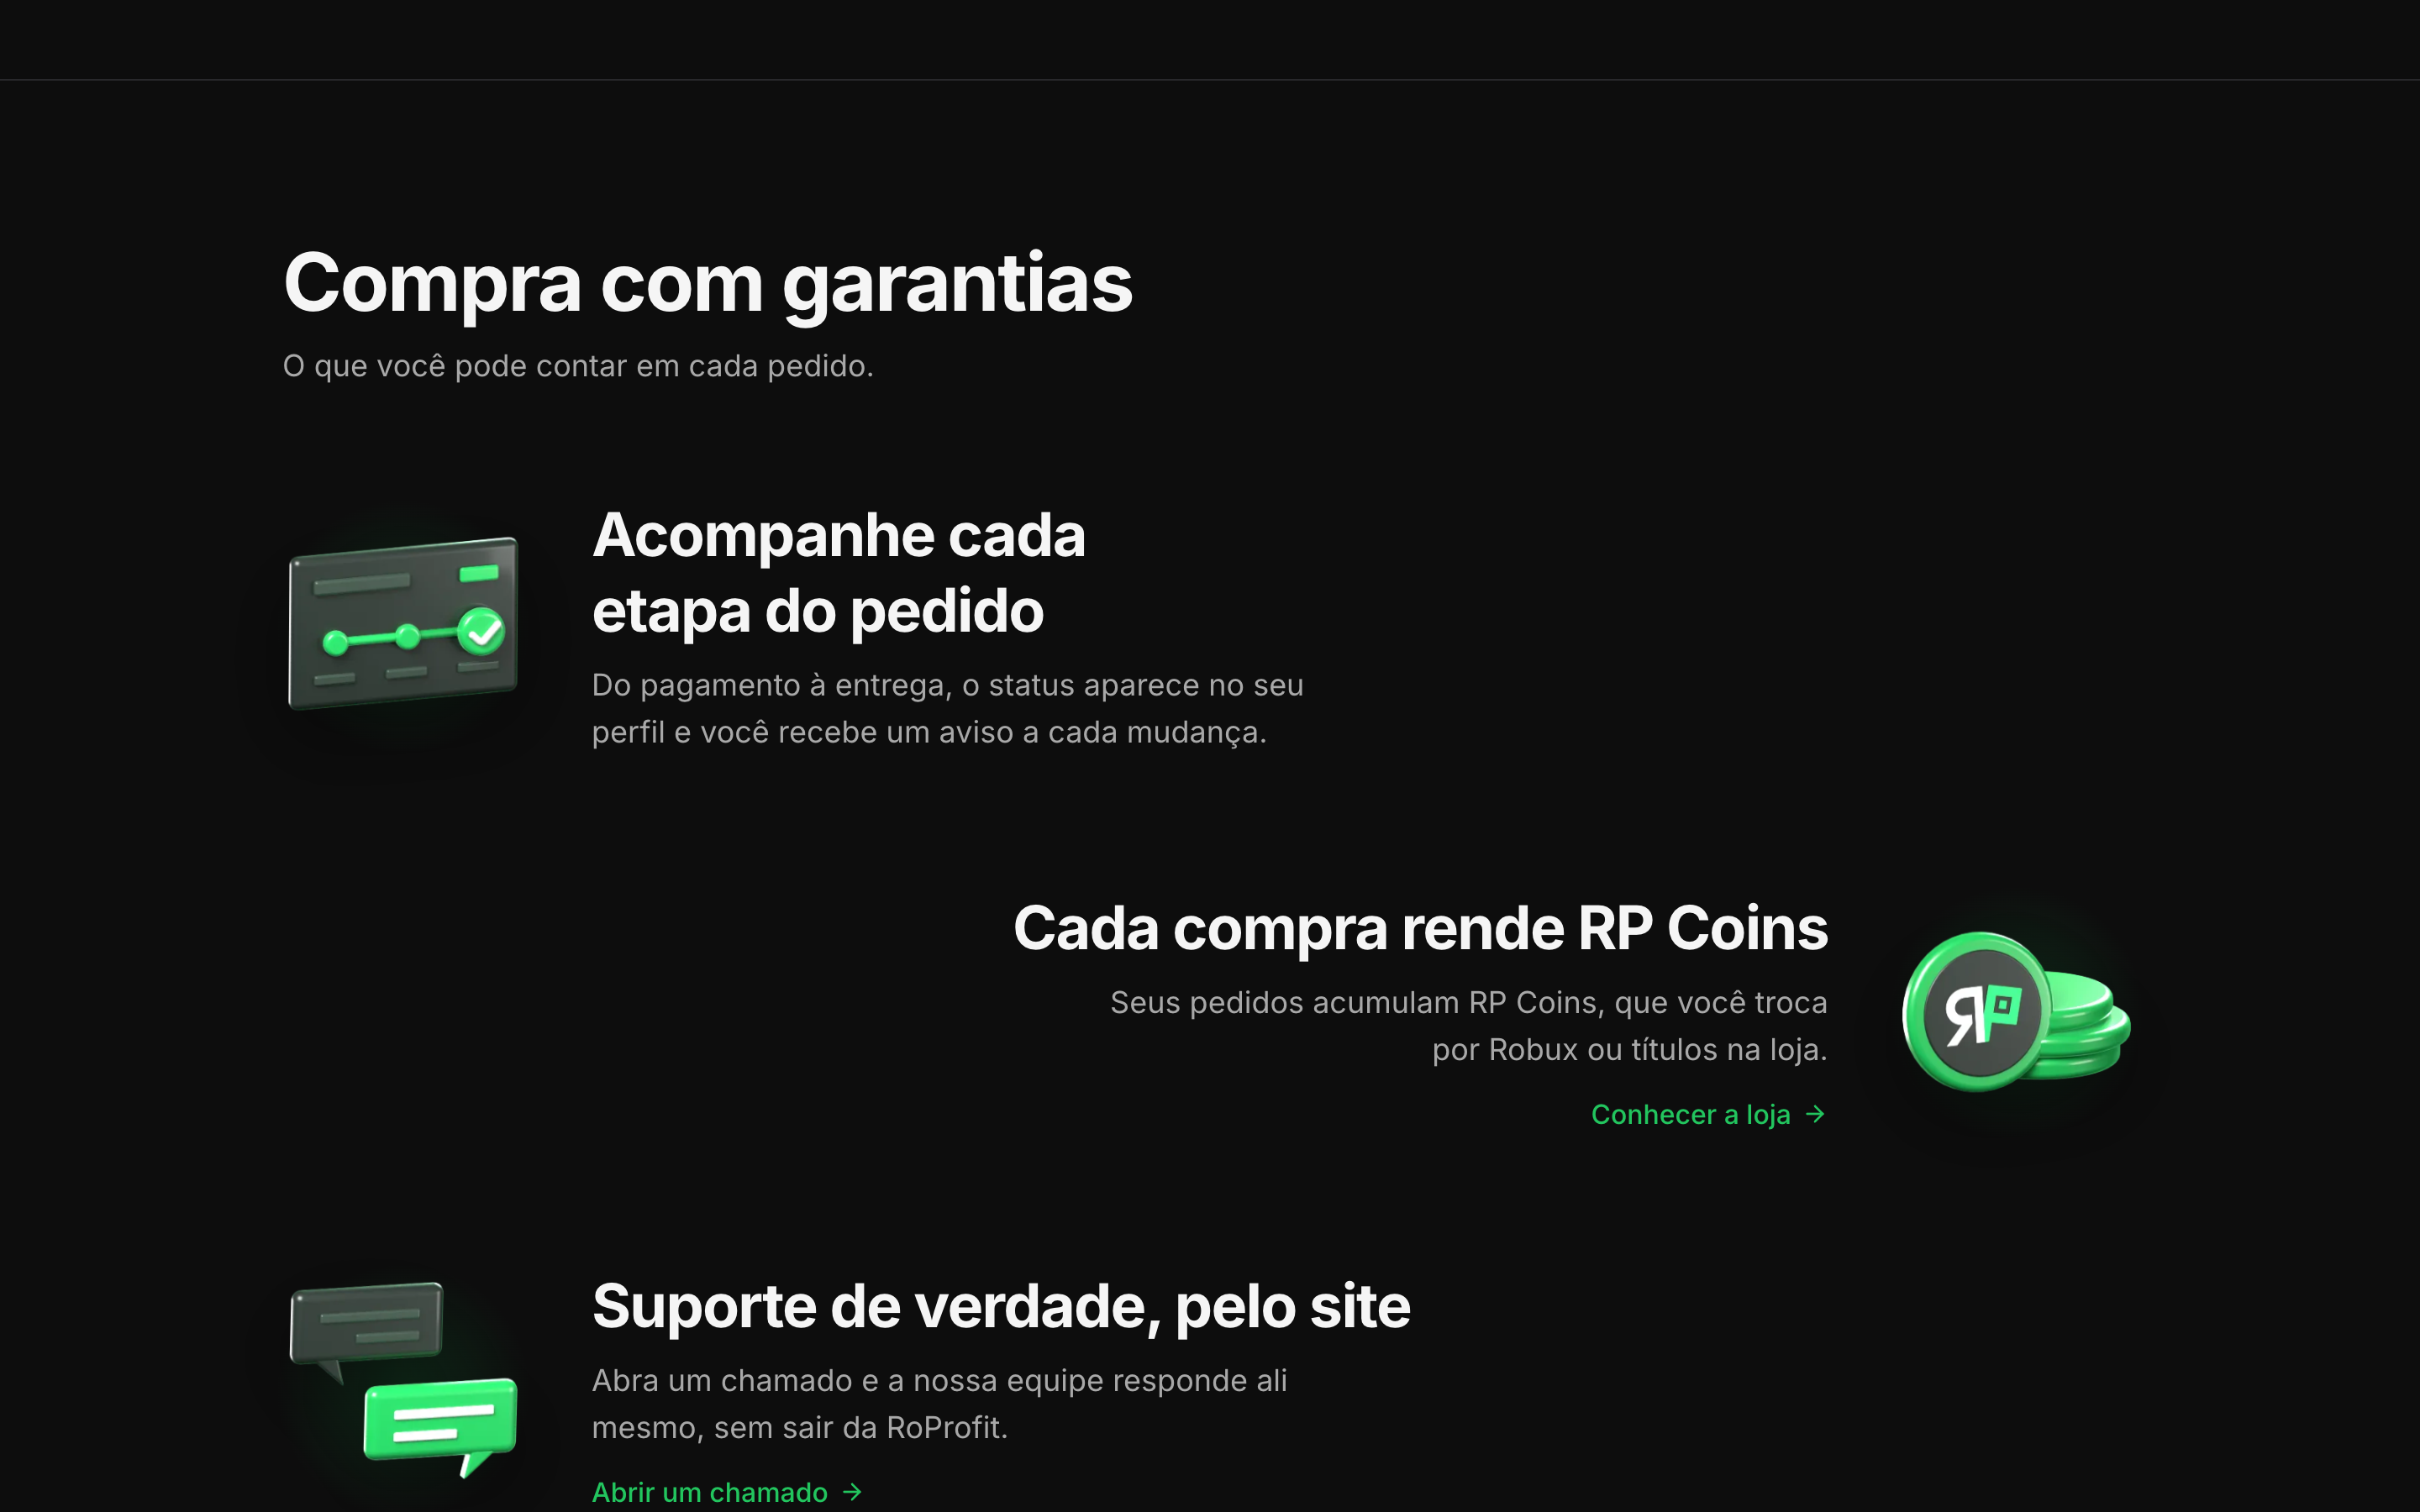 Compra com garantias
O que você pode contar em cada pedido.
Acompanhe cada
etapa do pedido
Do pagamento à entrega, o status aparece no seu
perfil e você recebe um aviso a cada mudança.
Cada compra rende RP Coins
Seus pedidos acumulam RP Coins, que você troca
por Robux ou títulos na loja.
Conhecer a loja →
RP
Suporte de verdade, pelo site
Abra um chamado e a nossa equipe responde ali
mesmo, sem sair da RoProfit.
Abrir um chamado →